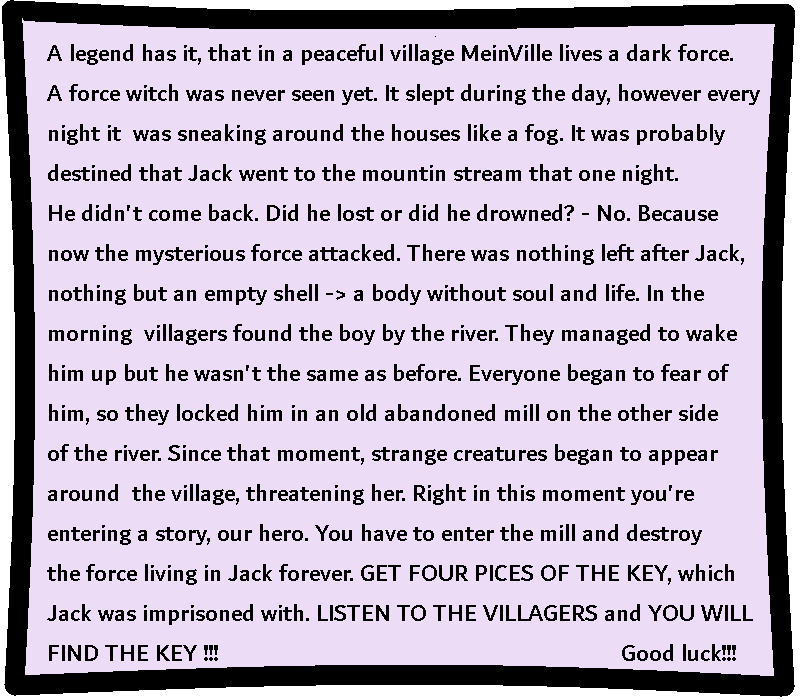 A legend has it, that in a peaceful village MeinVille lives a dark force.
A force witch was never seen yet. It slept during the day, however every
night it  was sneaking around the houses like a fog. It was probably
destined that Jack went to the mountin stream that one night.
He didn't come back. Did he lost or did he drowned? - No. Because
now the mysterious force attacked. There was nothing left after Jack,
nothing but an empty shell -> a body without soul and life. In the
morning  villagers found the boy by the river. They managed to wake
him up but he wasn't the same as before. Everyone began to fear of
him, so they locked him in an old abandoned mill on the other side
of the river. Since that moment, strange creatures began to appear
around  the village, threatening her. Right in this moment you're
entering a story, our hero. You have to enter the mill and destroy
the force living in Jack forever. GET FOUR PICES OF THE KEY, which
Jack was imprisoned with. LISTEN TO THE VILLAGERS and YOU WILL
FIND THE KEY !!! Good luck!!!